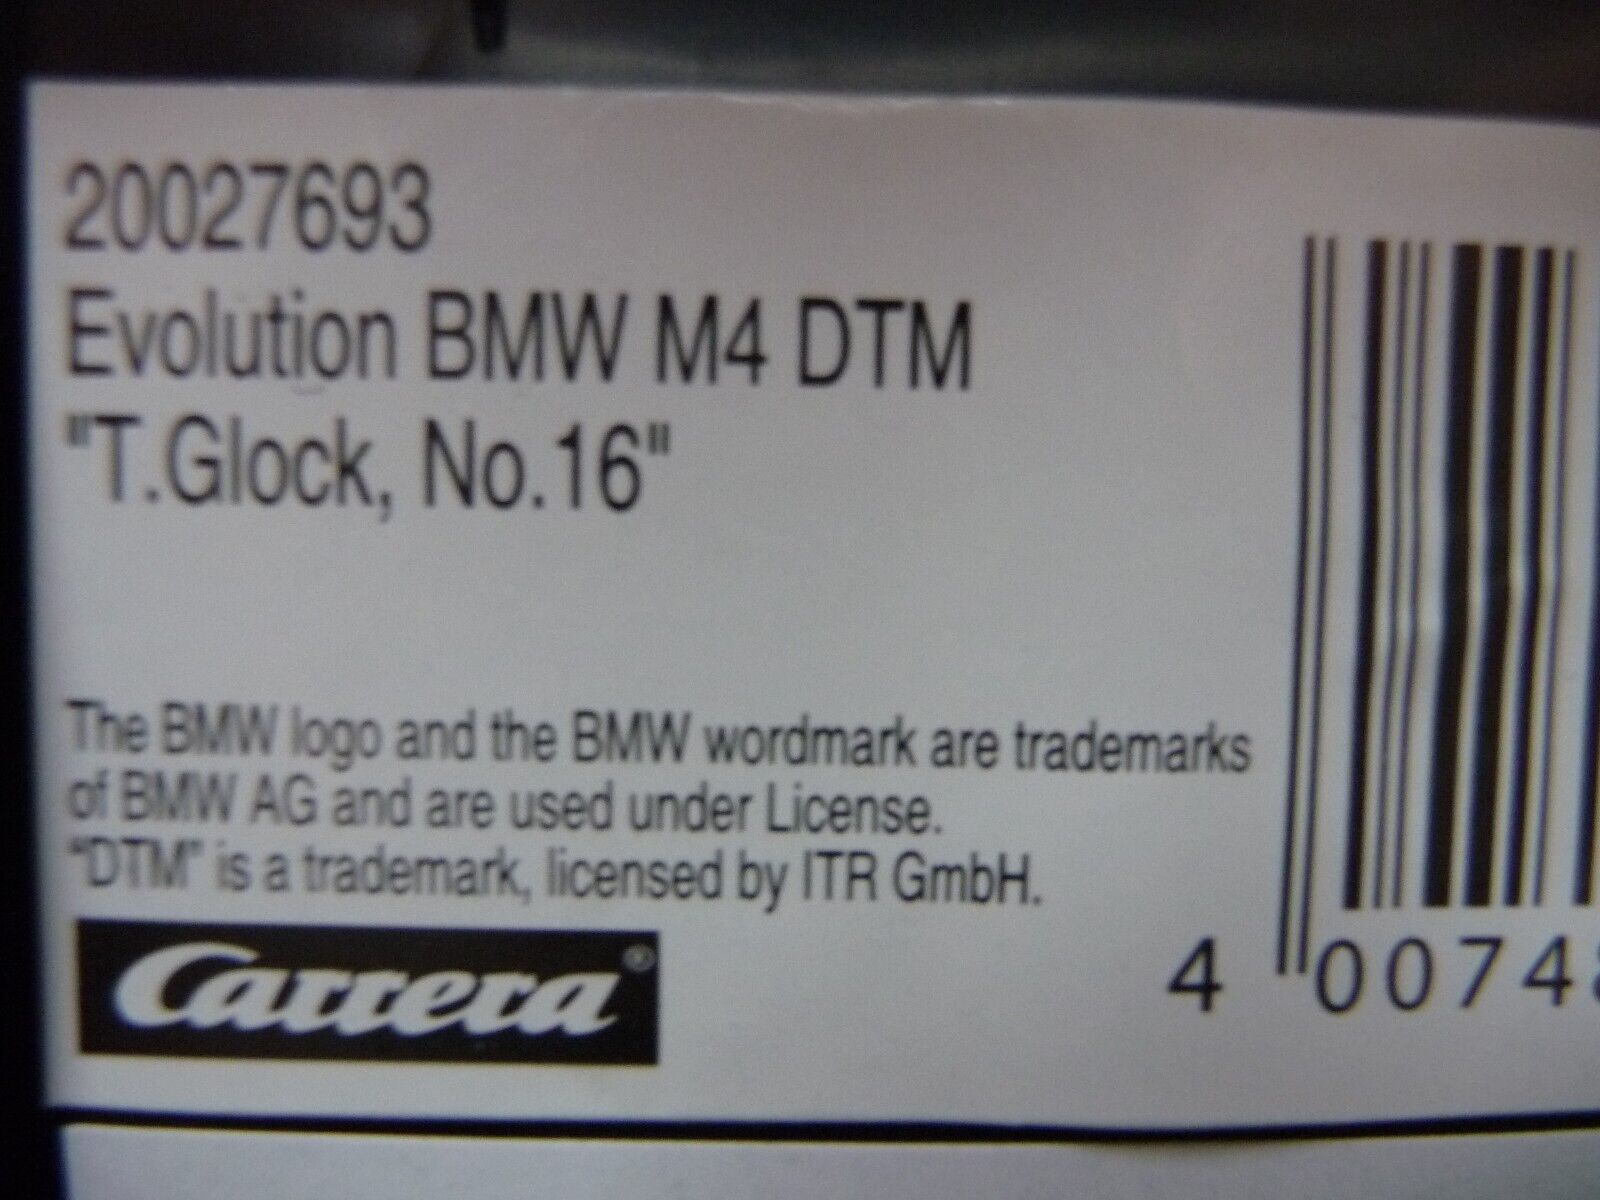 20027693
Evolution BMW M4 DTM
"T.Glock, No.16"
The BMW logo and the BMW wordmark are trademarks
of BMW AG and are used under License.
"DTM" is a trademark, licensed by ITR GmbH.
Carrera®
4 0074